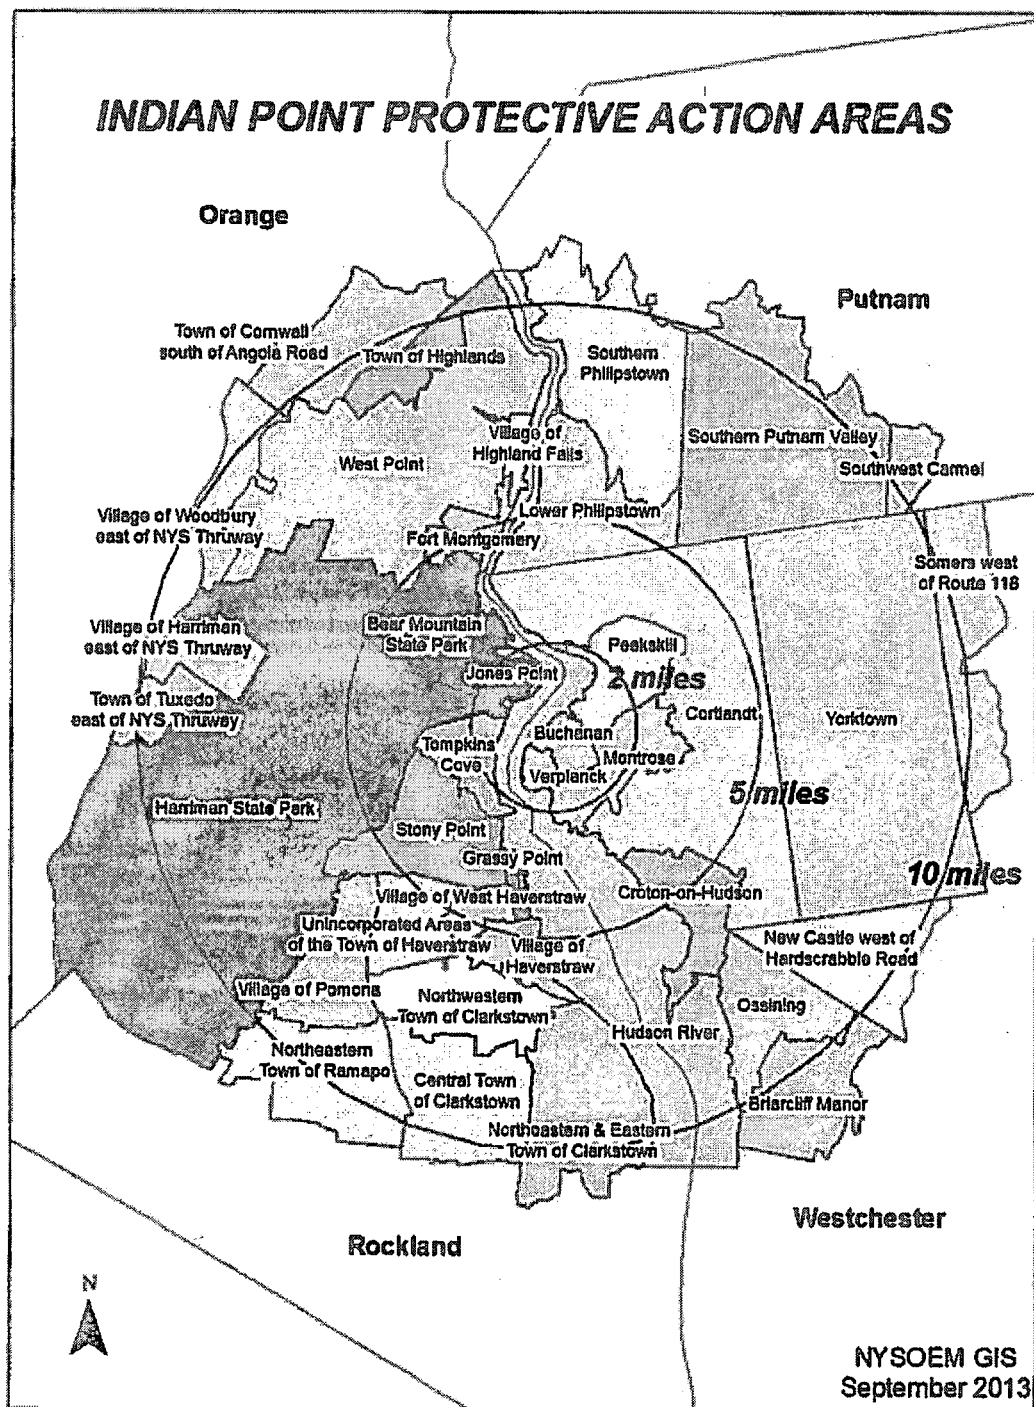 INDIAN POINT PROTECTIVE ACTION AREAS
Orange
Putnam
Town of Cornwall
south of Angola Road
Town of Highlands
Southern
Philipstown
Village of
Highland Falls
Southern Putnam Valley
West Point
Southwest Carmel
Village of Woodbury
east of NYS Thruway
Lower Philipstown
Fort Montgomery
Somers west
of Route 118
Village of Harriman
east of NYS Thruway
Bear Mountain
State Park
Peekskill
Jones Point
2 miles
Town of Tuxedo
east of NYS Thruway
Cortlandt
Yorktown
Buchanan
Tompkins
Cove
Montrose
Verplanck
5 miles
Harriman State Park
Stony Point
Grassy Point
10 miles
Village of West Haverstraw
Croton-on-Hudson
Unincorporated Areas
of the Town of Haverstraw
Village of
Haverstraw
New Castle west of
Hardscrabble Road
Village of Pomona
Northwestern
Town of Clarkstown
Ossining
Hudson River
Northeastern
Town of Ramapo
Central Town
of Clarkstown
Briarcliff Manor
Northeastern & Eastern
Town of Clarkstown
Westchester
Rockland
N
NYSOEM GIS
September 2013